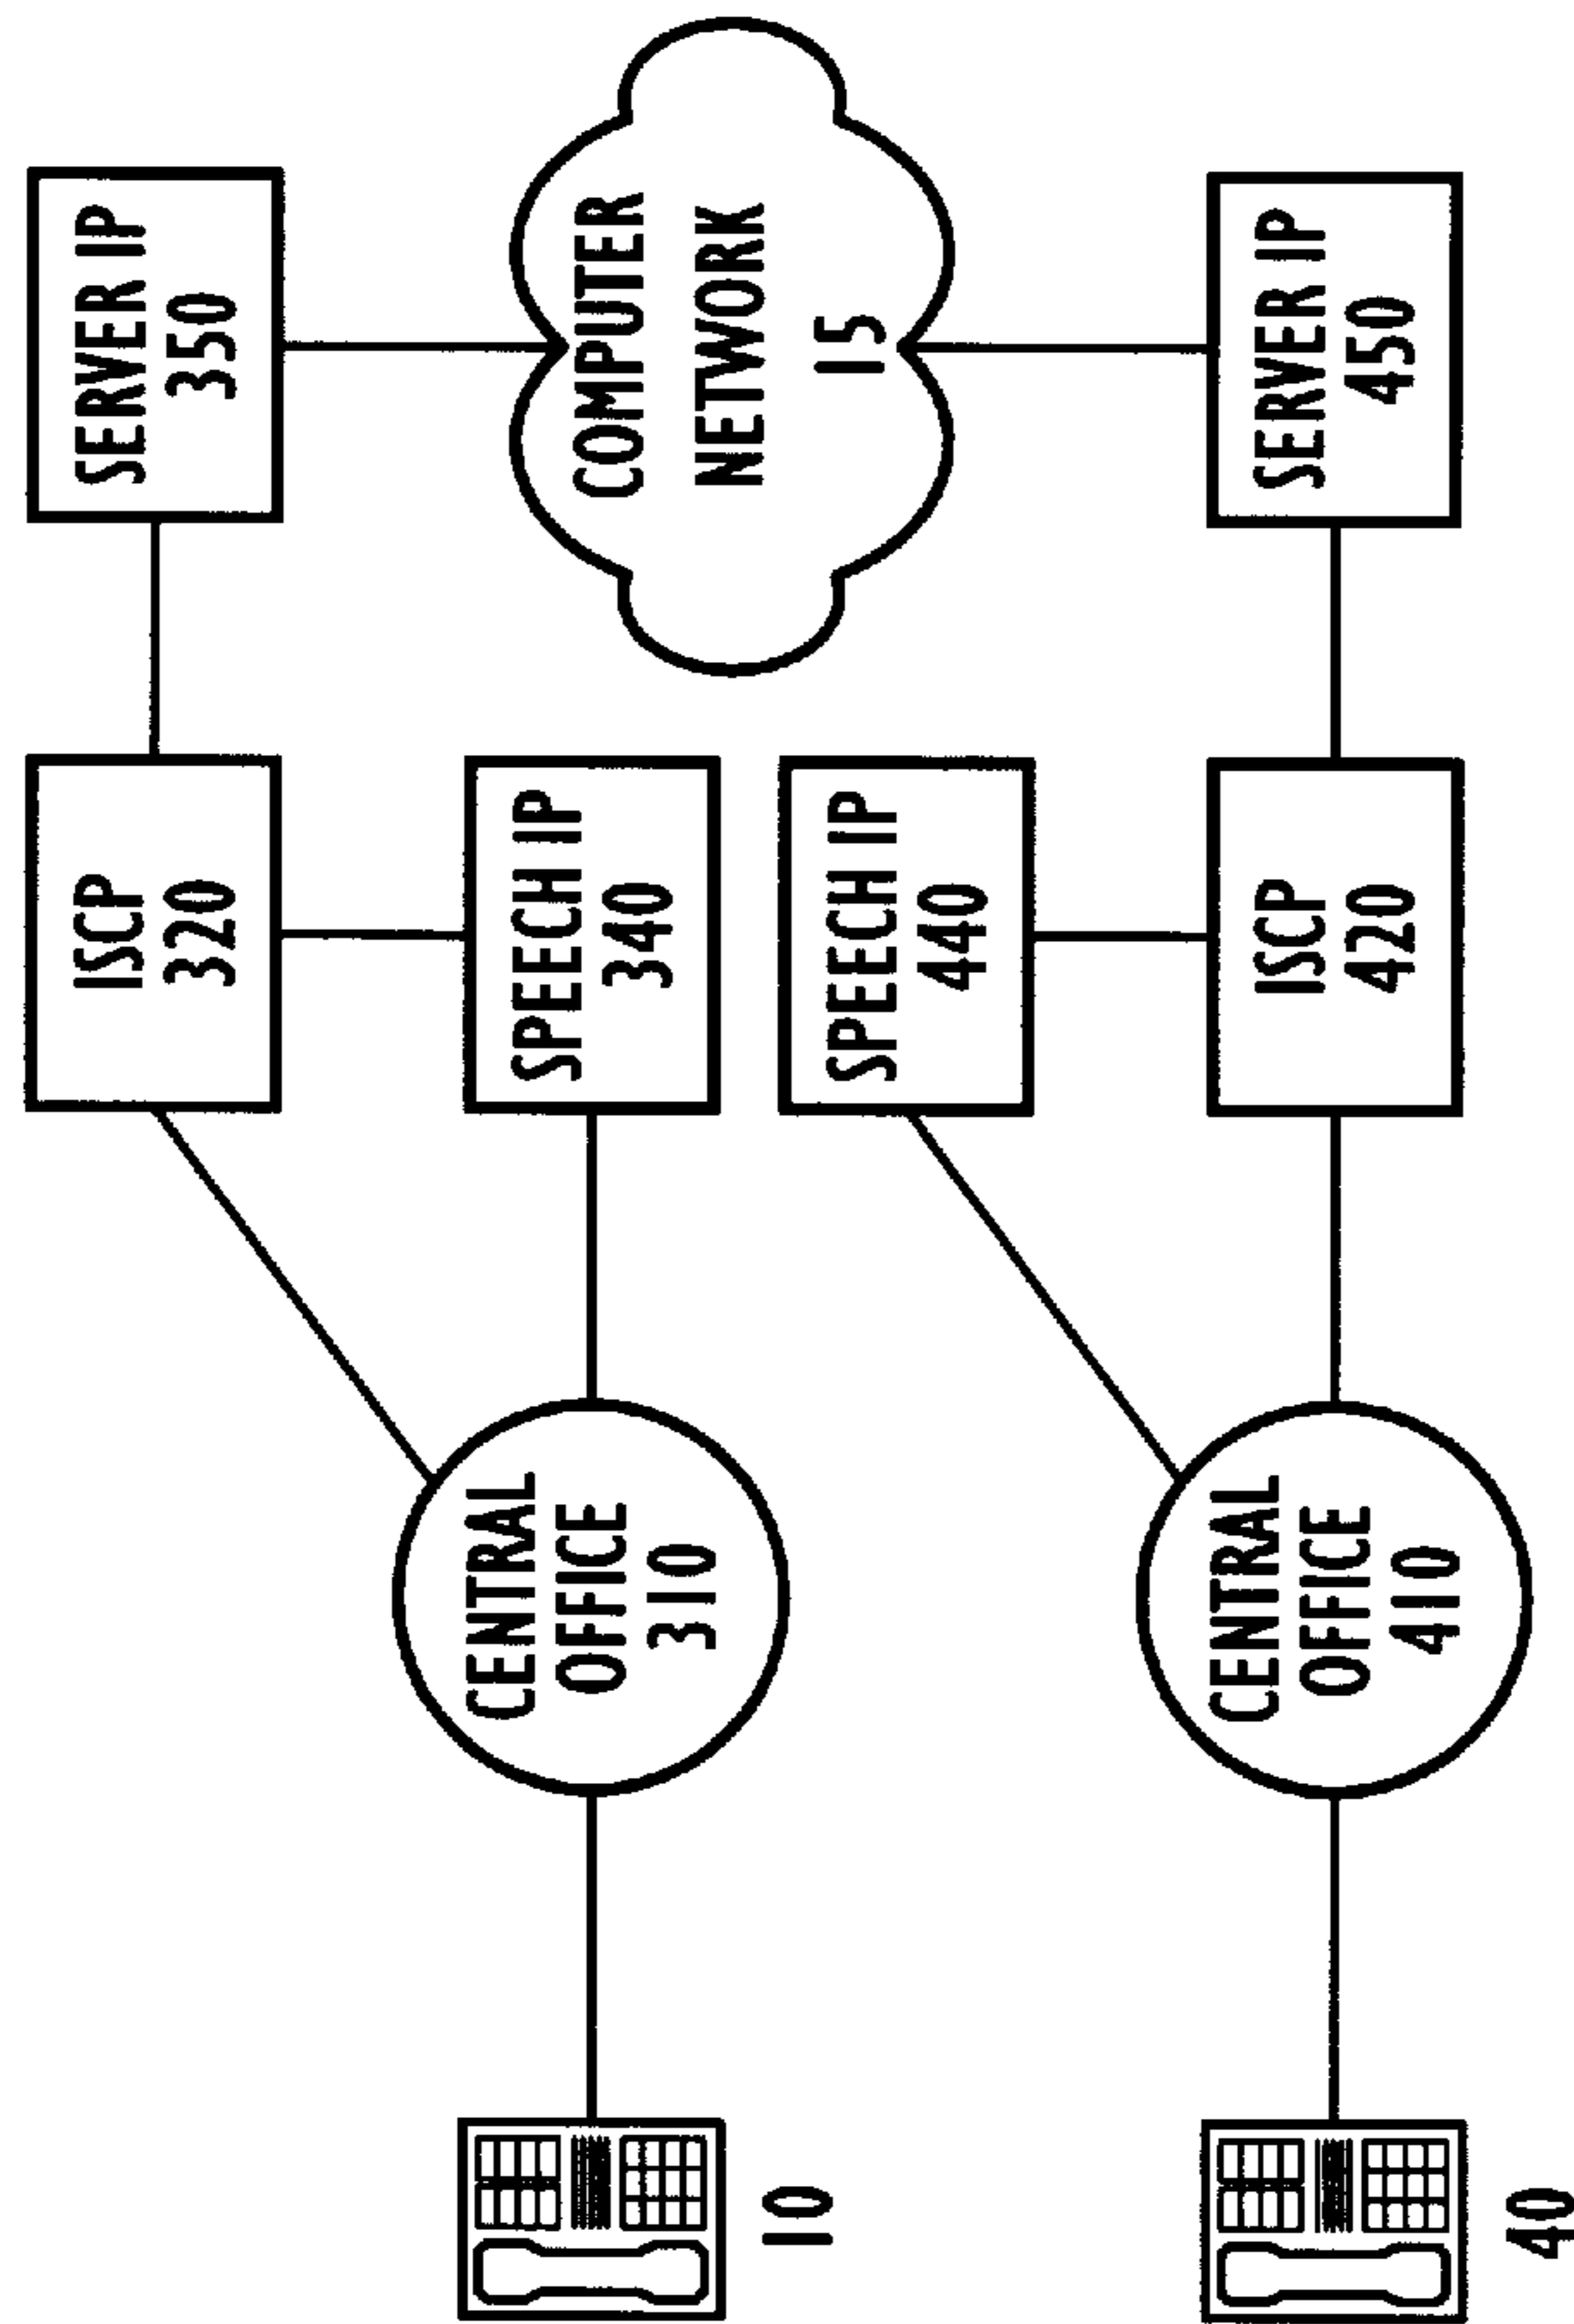 SERVER IP
350
COMPUTER
NETWORK
15
SERVER IP
450
ISCP
320
SPEECH IP
340
SPEECH IP
440
ISCP
420
CENTRAL
OFFICE
310
CENTRAL
OFFICE
410
10
40